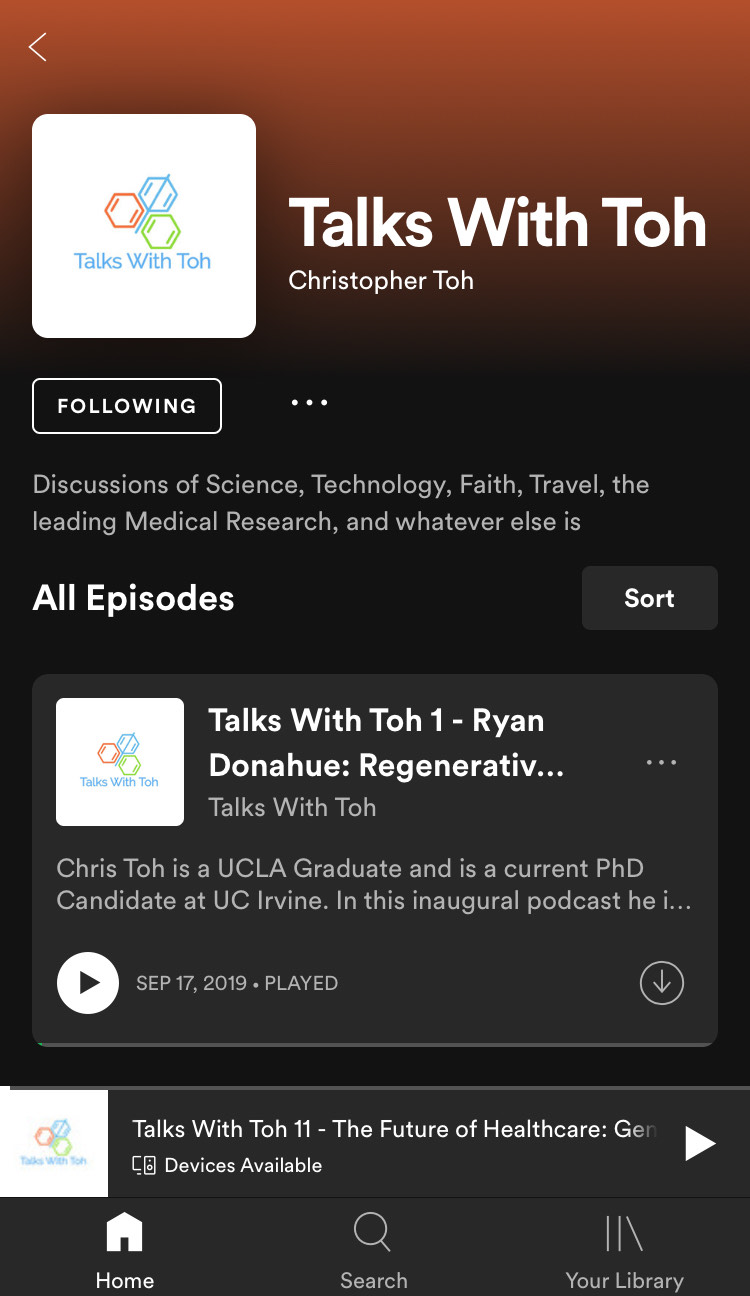 Talks With Toh
Talks With Toh
Christopher Toh
FOLLOWING
Discussions of Science, Technology, Faith, Travel, the
leading Medical Research, and whatever else is
All Episodes
Sort
Talks With Toh
Talks With Toh 1 - Ryan
Donahue: Regenerativ...
Talks With Toh
Chris Toh is a UCLA Graduate and is a current PhD
Candidate at UC Irvine. In this inaugural podcast he i...
SEP 17, 2019 • PLAYED
Talks With Toh
Talks With Toh 11 - The Future of Healthcare: Gen
Devices Available
Home
Search
Your Library